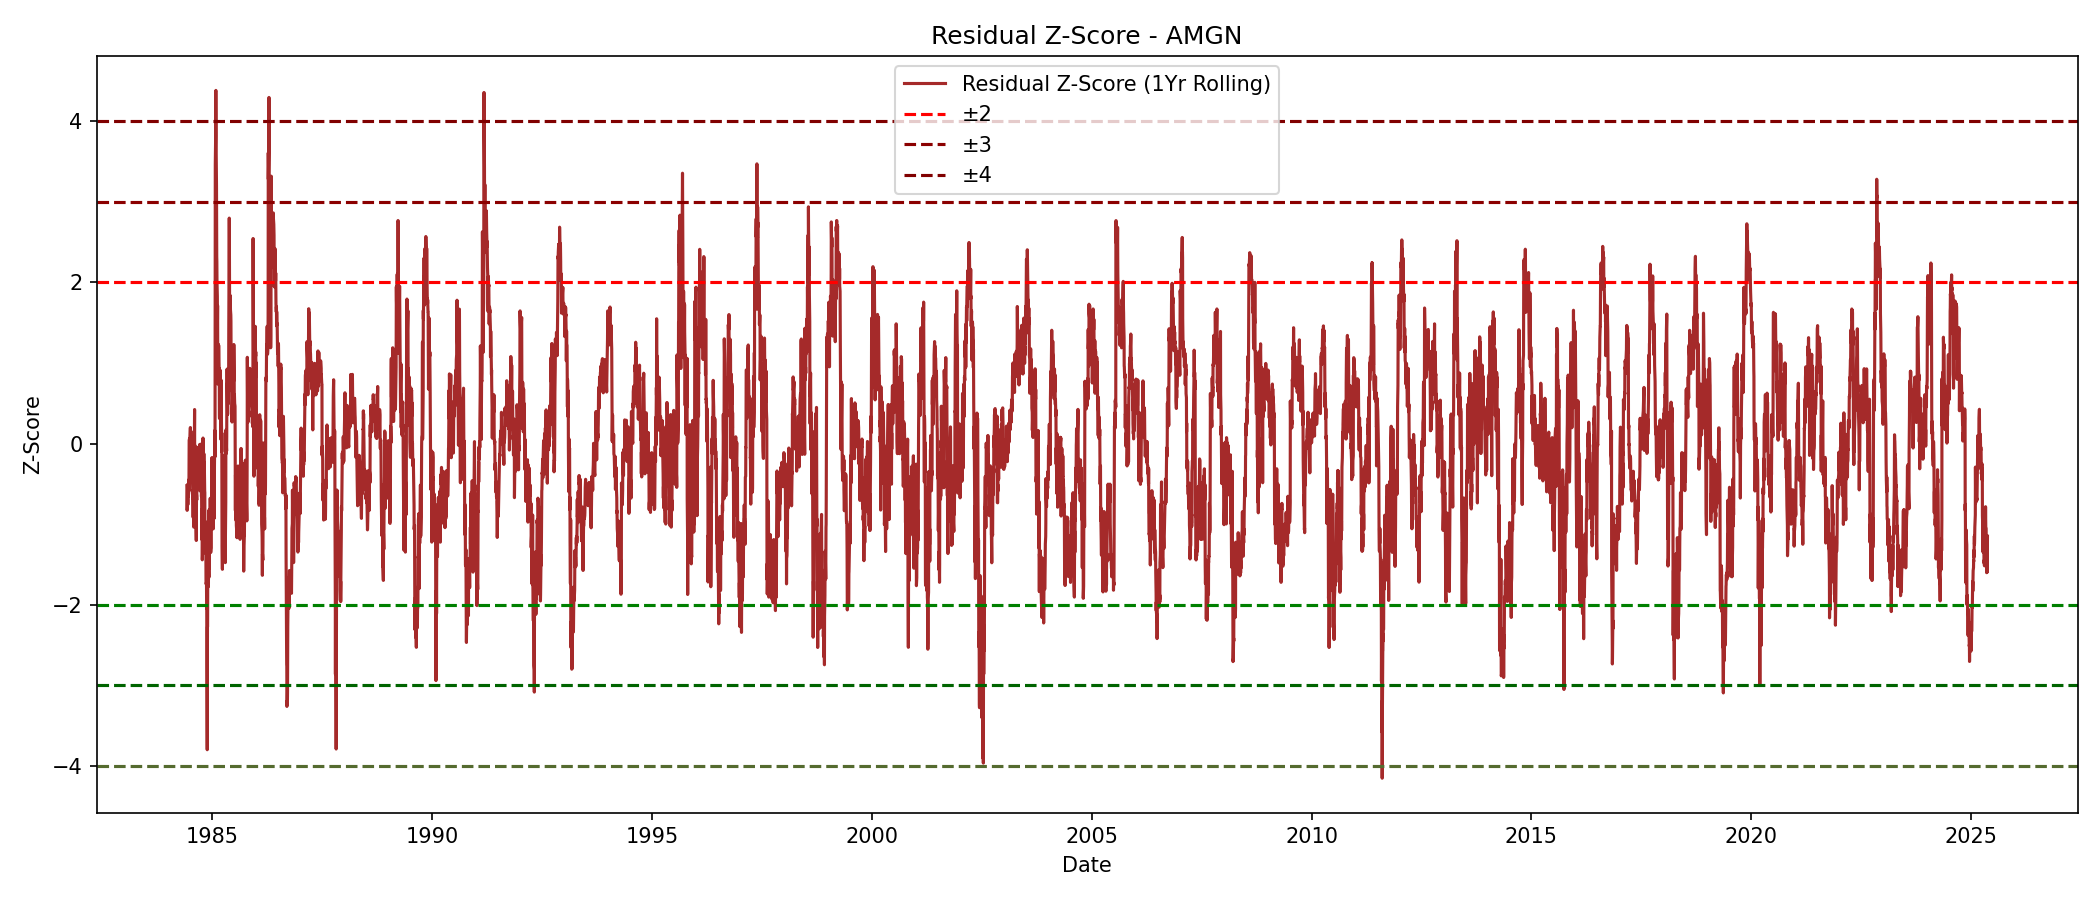 Residual Z-Score - AMGN
Residual Z-Score (1Yr Rolling)
±2
±3
±4
4
2
0
−2
−4
Z-Score
1985 1990 1995 2000 2005 2010 2015 2020 2025
Date